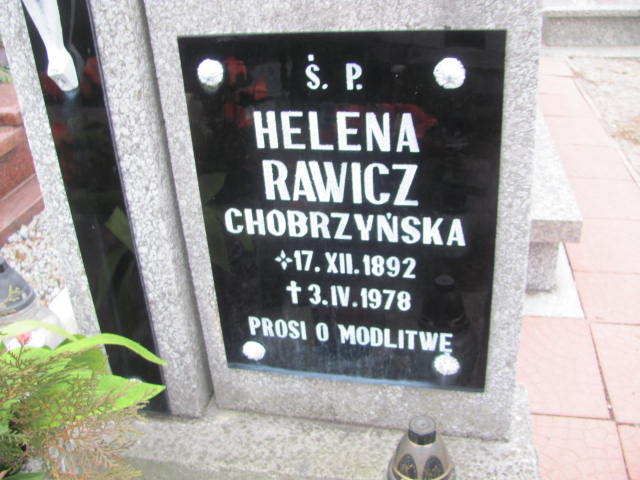 Ś. P.
HELENA
RAWICZ
CHOBRZYŃSKA
17. XII. 1892
✝ 3. IV. 1978
PROSI O MODLITWĘ